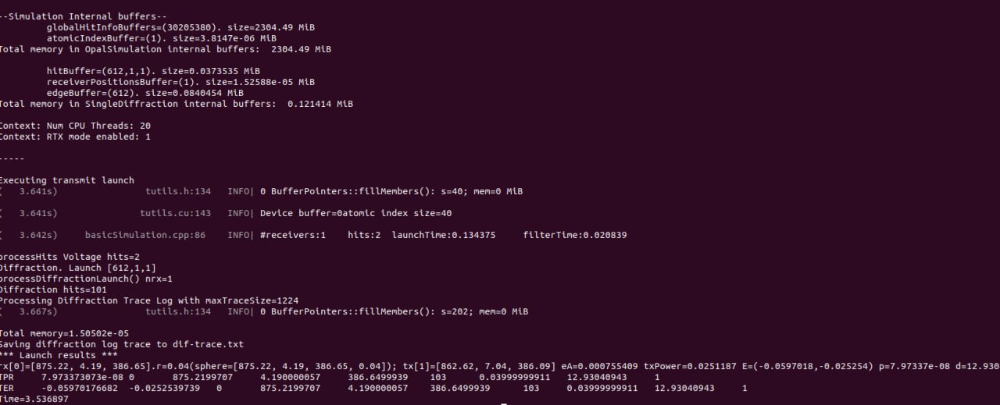 --Simulation Internal buffers--
globalHitInfoBuffers=(30205380). size=2304.49 MiB
atomicIndexBuffer=(1). size=3.8147e-06 MiB
Total memory in OpalSimulation internal buffers:  2304.49 MiB
hitBuffer=(612,1,1). size=0.0373535 MiB
receiverPositionsBuffer=(1). size=1.52588e-05 MiB
edgeBuffer=(612). size=0.0840454 MiB
Total memory in SingleDiffraction internal buffers:  0.121414 MiB
Context: Num CPU Threads: 20
Context: RTX mode enabled: 1
-----
Executing transmit launch
(   3.641s)                tutils.h:134   INFO| 0 BufferPointers::fillMembers(): s=40; mem=0 MiB
(   3.641s)               tutils.cu:143   INFO| Device buffer=0atomic index size=40
(   3.642s)     basicSimulation.cpp:86    INFO| #receivers:1    hits:2  launchTime:0.134375     filterTime:0.020839
processHits Voltage hits=2
Diffraction. Launch [612,1,1]
processDiffractionLaunch() nrx=1
Diffraction hits=101
Processing Diffraction Trace Log with maxTraceSize=1224
(   3.667s)                tutils.h:134   INFO| 0 BufferPointers::fillMembers(): s=202; mem=0 MiB
Total memory=1.50502e-05
Saving diffraction log trace to dif-trace.txt
*** Launch results ***
rx[0]=[875.22, 4.19, 386.65].r=0.04(sphere=[875.22, 4.19, 386.65, 0.04]); tx[1]=[862.62, 7.04, 386.09] eA=0.000755409 txPower=0.0251187 E=(-0.0597018,-0.025254) p=7.97337e-08 d=12.930
TPR     7.973373073e-08 0       875.2199707     4.190000057     386.6499939     103     0.03999999911   12.93040943     1
TER     -0.05970176682  -0.0252539739   0       875.2199707     4.190000057     386.6499939     103     0.03999999911   12.93040943     1
Time=3.536897